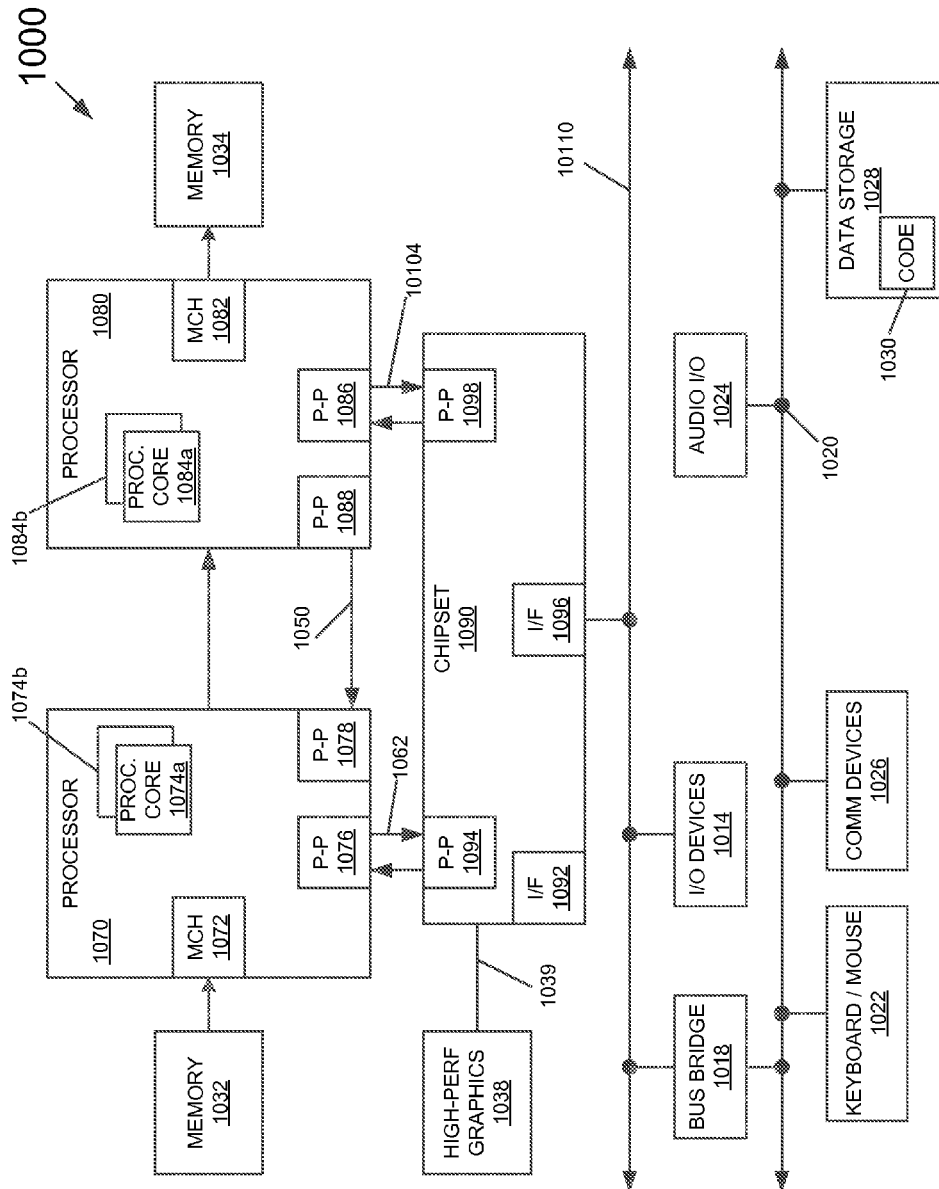 1000
MEMORY
1032
PROCESSOR
1070
MCH
1072
PROC.
CORE
1074a
1074b
P-P
1076
P-P
1078
1050
PROCESSOR
1080
MCH
1082
PROC.
CORE
1084a
1084b
P-P
1088
P-P
1086
MEMORY
1034
1062
10104
HIGH-PERF
GRAPHICS
1038
1039
CHIPSET
1090
P-P
1094
I/F
1092
I/F
1096
P-P
1098
10110
BUS BRIDGE
1018
I/O DEVICES
1014
AUDIO I/O
1024
1020
KEYBOARD / MOUSE
1022
COMM DEVICES
1026
DATA STORAGE
1028
CODE
1030